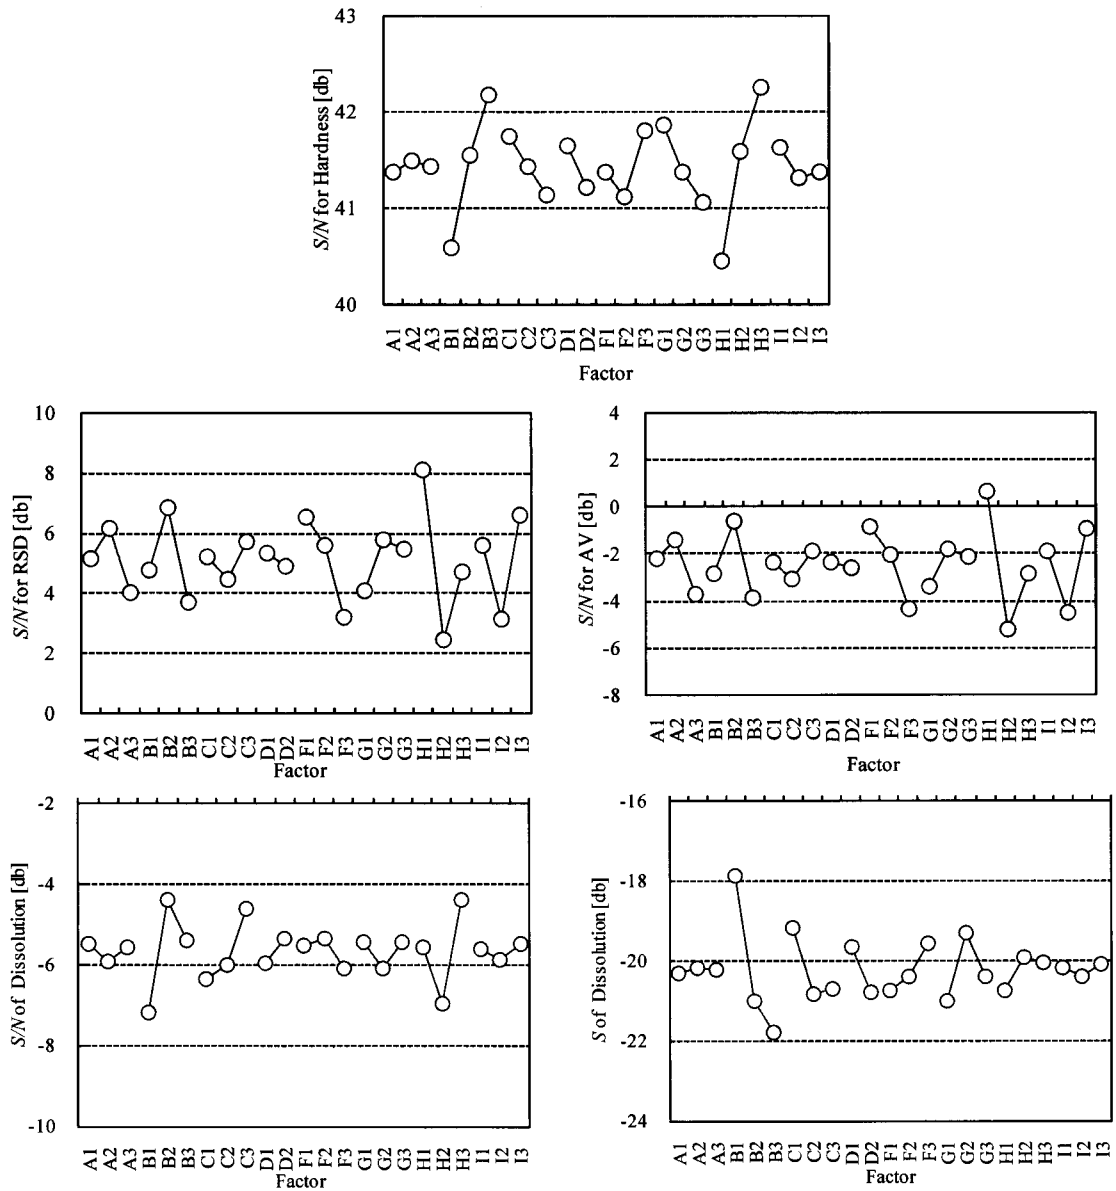 43
42
41
40
S/N for Hardness [db]
A1 A2 A3 B1 B2 B3 C1 C2 C3 D1 D2 F1 F2 F3 G1 G2 G3 H1 H2 H3 I1 I2 I3
Factor
10
8
6
4
2
0
S/N for RSD [db]
A1 A2 A3 B1 B2 B3 C1 C2 C3 D1 D2 F1 F2 F3 G1 G2 G3 H1 H2 H3 I1 I2 I3
Factor
4
2
0
-2
-4
-6
-8
S/N for AV [db]
A1 A2 A3 B1 B2 B3 C1 C2 C3 D1 D2 F1 F2 F3 G1 G2 G3 H1 H2 H3 I1 I2 I3
Factor
-2
-4
-6
-8
-10
S/N of Dissolution [db]
A1 A2 A3 B1 B2 B3 C1 C2 C3 D1 D2 F1 F2 F3 G1 G2 G3 H1 H2 H3 I1 I2 I3
Factor
-16
-18
-20
-22
-24
S of Dissolution [db]
A1 A2 A3 B1 B2 B3 C1 C2 C3 D1 D2 F1 F2 F3 G1 G2 G3 H1 H2 H3 I1 I2 I3
Factor